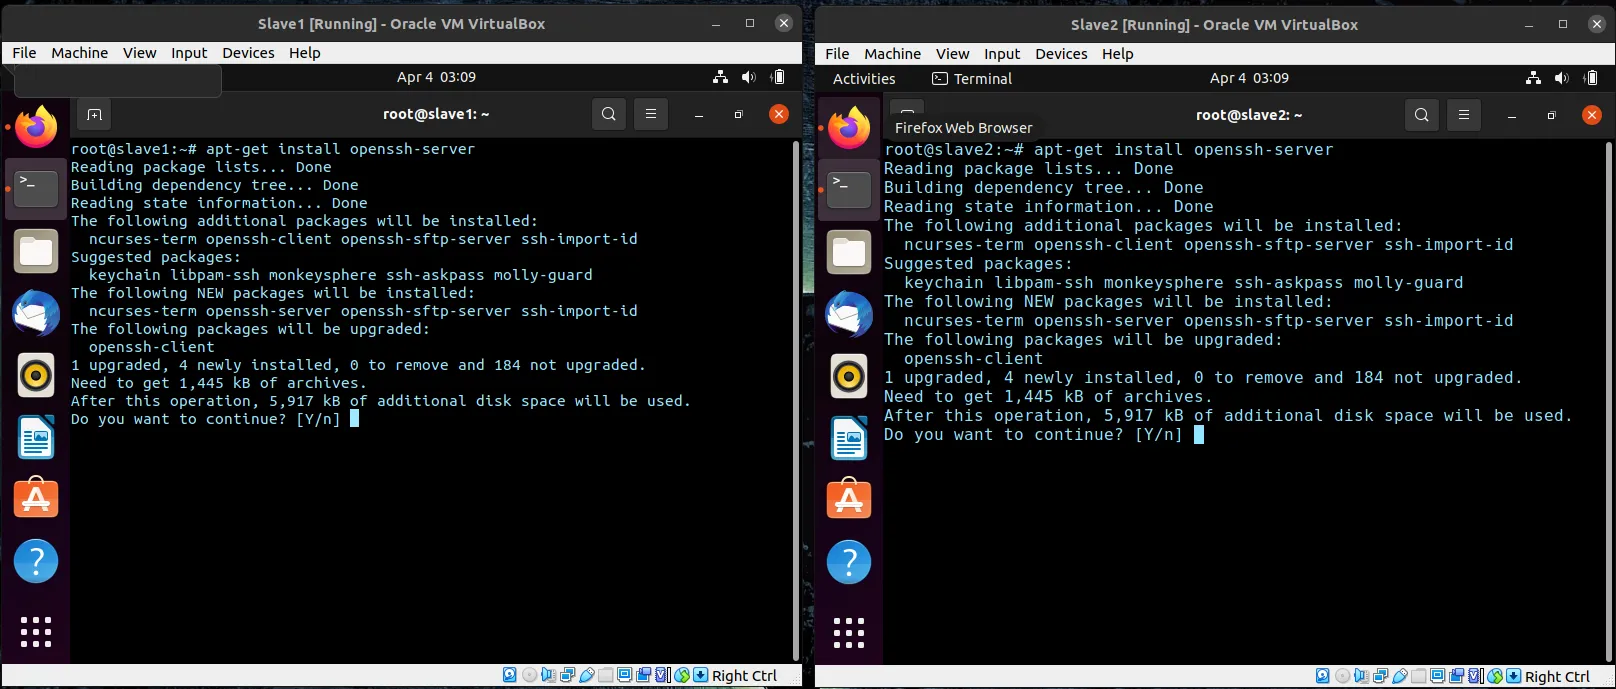 Slave1 [Running] - Oracle VM VirtualBox
File Machine View Input Devices Help
Apr 4 03:09
root@slave1: ~
root@slave1:~# apt-get install openssh-server
Reading package lists... Done
Building dependency tree... Done
Reading state information... Done
The following additional packages will be installed:
ncurses-term openssh-client openssh-sftp-server ssh-import-id
Suggested packages:
keychain libpam-ssh monkeysphere ssh-askpass molly-guard
The following NEW packages will be installed:
ncurses-term openssh-server openssh-sftp-server ssh-import-id
The following packages will be upgraded:
openssh-client
1 upgraded, 4 newly installed, 0 to remove and 184 not upgraded.
Need to get 1,445 kB of archives.
After this operation, 5,917 kB of additional disk space will be used.
Do you want to continue? [Y/n]
Right Ctrl
Slave2 [Running] - Oracle VM VirtualBox
File Machine View Input Devices Help
Activities Terminal Apr 4 03:09
root@slave2: ~
Firefox Web Browser
root@slave2:~# apt-get install openssh-server
Reading package lists... Done
Building dependency tree... Done
Reading state information... Done
The following additional packages will be installed:
ncurses-term openssh-client openssh-sftp-server ssh-import-id
Suggested packages:
keychain libpam-ssh monkeysphere ssh-askpass molly-guard
The following NEW packages will be installed:
ncurses-term openssh-server openssh-sftp-server ssh-import-id
The following packages will be upgraded:
openssh-client
1 upgraded, 4 newly installed, 0 to remove and 184 not upgraded.
Need to get 1,445 kB of archives.
After this operation, 5,917 kB of additional disk space will be used.
Do you want to continue? [Y/n]
Right Ctrl